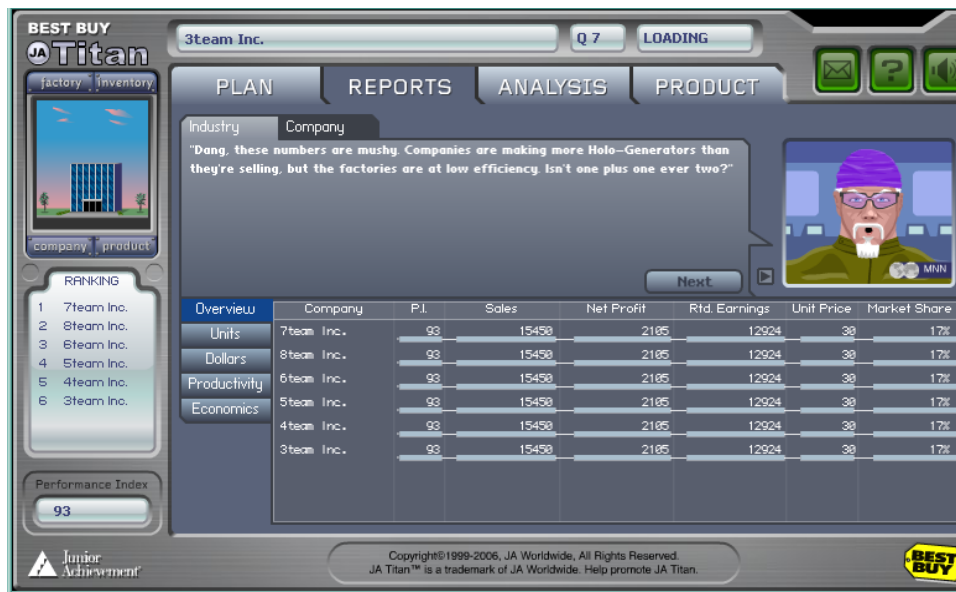 BEST BUY
JA Titan
3team Inc.
Q 7
LOADING
factory inventory
company product
PLAN
REPORTS
ANALYSIS
PRODUCT
Industry
Company
"Dang, these numbers are mushy. Companies are making more Holo-Generators than
they're selling, but the factories are at low efficiency. Isn't one plus one ever two?"
Next
MNN
RANKING
1 7team Inc.
2 8team Inc.
3 6team Inc.
4 5team Inc.
5 4team Inc.
6 3team Inc.
Performance Index
93
Overview
Units
Dollars
Productivity
Economics
Company P.I. Sales Net Profit Rtd. Earnings Unit Price Market Share
7team Inc. 93 15450 2105 12924 30 17%
8team Inc. 93 15450 2105 12924 30 17%
6team Inc. 93 15450 2105 12924 30 17%
5team Inc. 93 15450 2105 12924 30 17%
4team Inc. 93 15450 2105 12924 30 17%
3team Inc. 93 15450 2105 12924 30 17%
Junior
Achievement®
Copyright©1999-2006, JA Worldwide, All Rights Reserved.
JA Titan™ is a trademark of JA Worldwide. Help promote JA Titan.
BEST
BUY